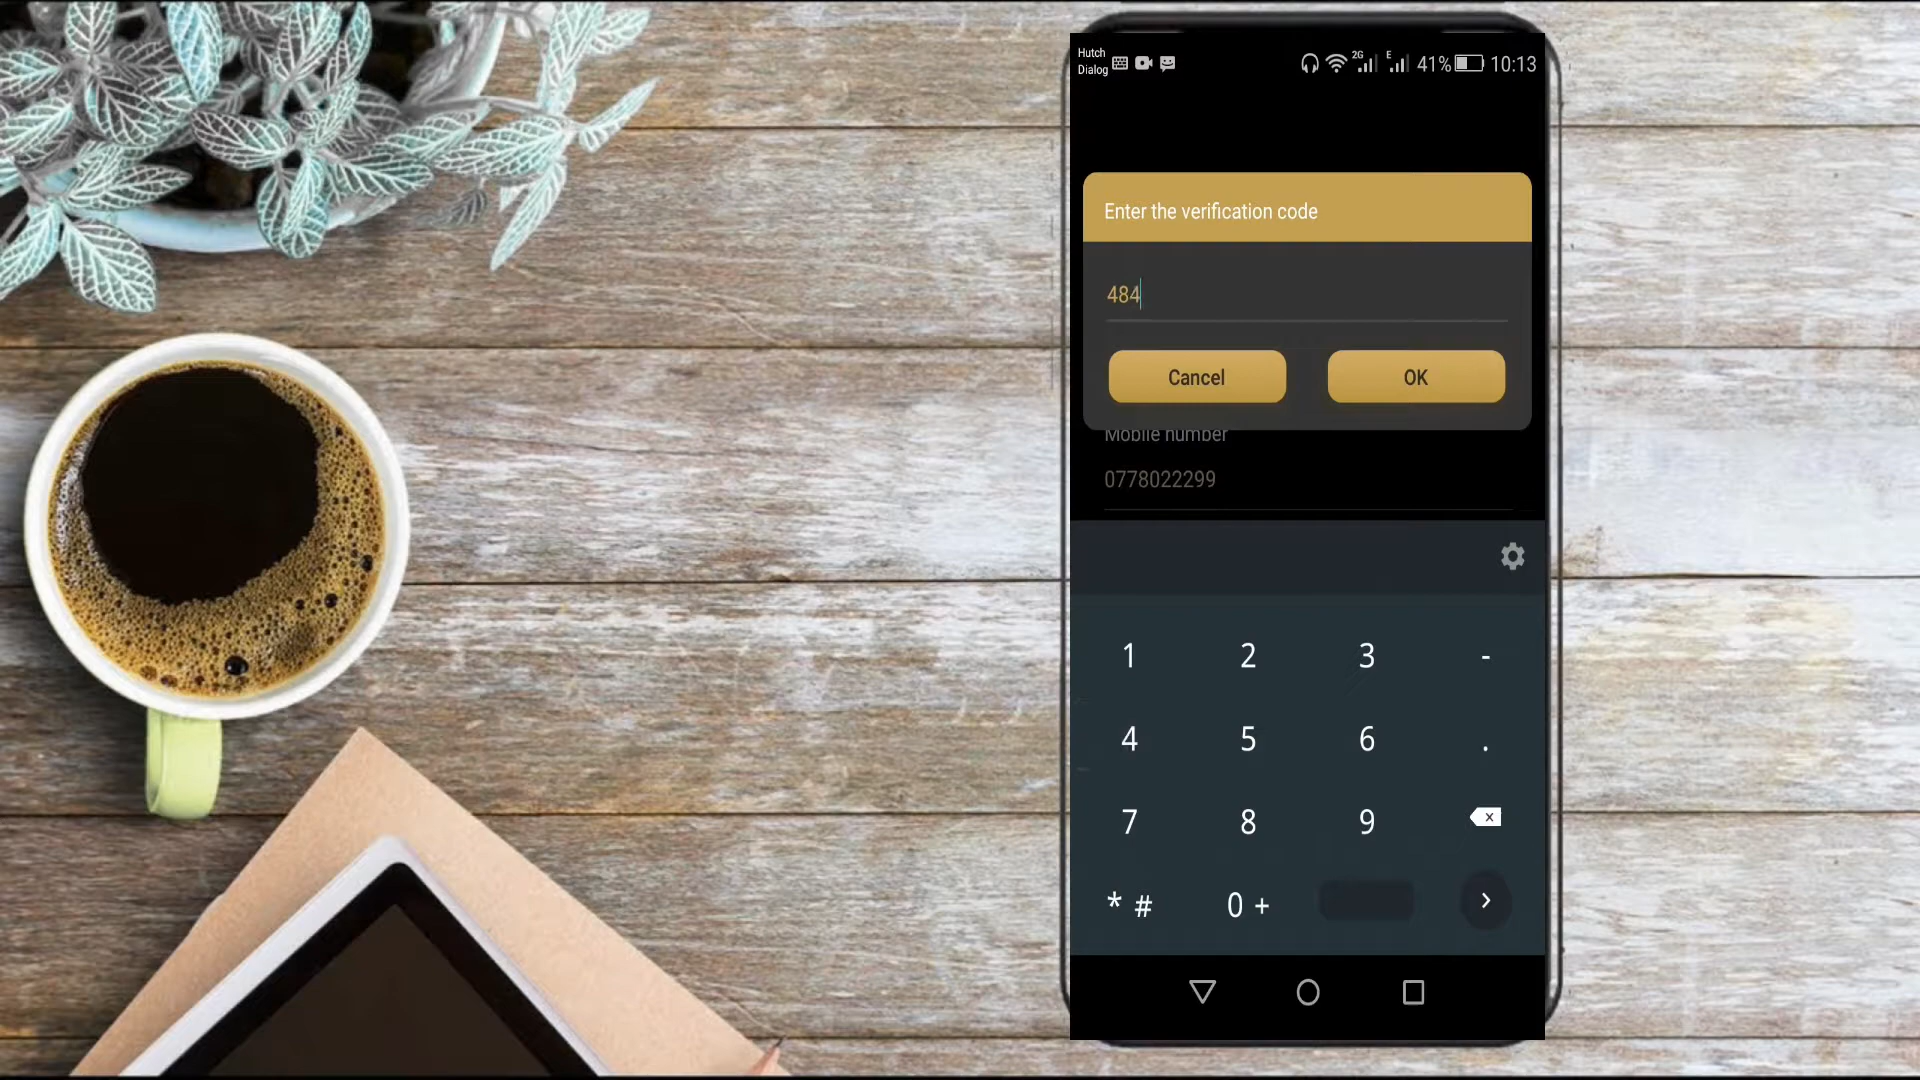 Hutch
Dialog
2G E 41% 10:13
Enter the verification code
484
Cancel OK
Mobile number
0778022299
1 2 3 -
4 5 6 .
7 8 9
* # 0 +